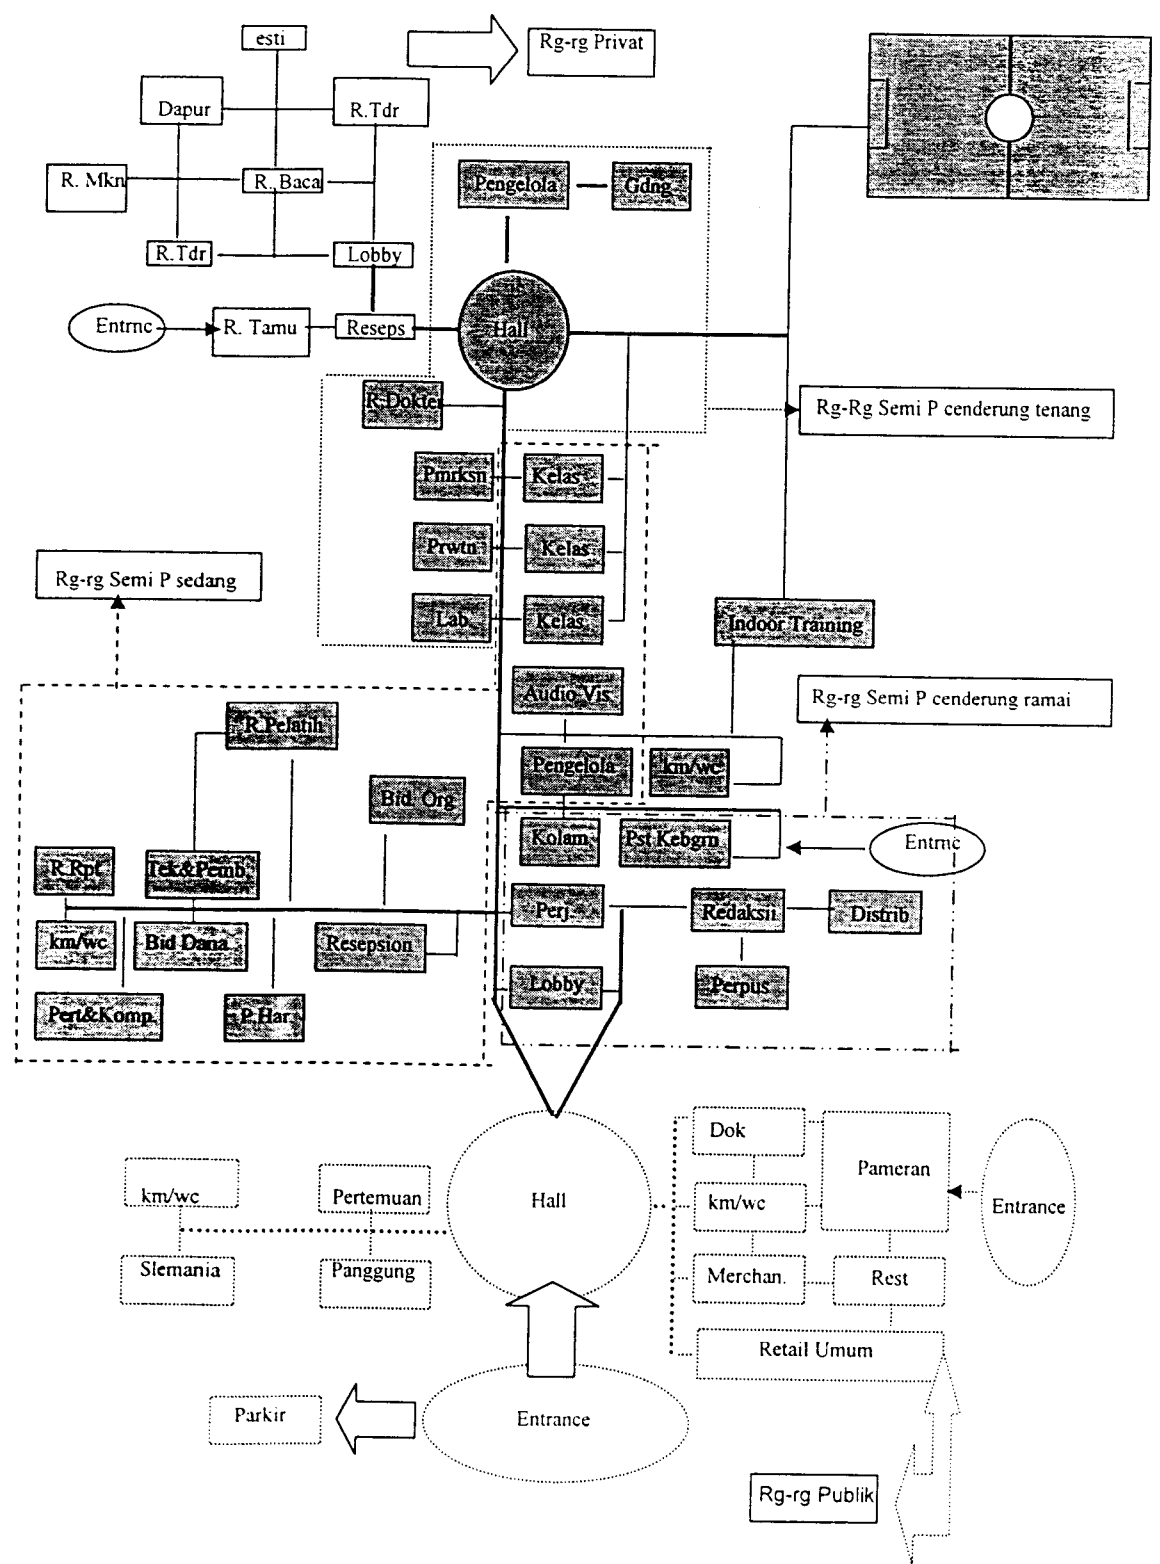 esti
Rg-rg Privat
Dapur
R.Tdr
R. Mkn
R. Baca
Pengelola
Gdng
R.Tdr
Lobby
Entrnc
R. Tamu
Reseps
Hall
R.Dokter
Rg-Rg Semi P cenderung tenang
Pmrksn
Kelas
Prwtn
Kelas
Rg-rg Semi P sedang
Lab.
Kelas
Indoor Training
Audio Vis
Rg-rg Semi P cenderung ramai
R.Pelatih
Pengelola
km/wc
Bid. Org
Kolam
Pst Kebgrn
Entrnc
R.Rpt
Tek&Pemb.
Perj
Redaksii
Distrib
km/wc
Bid Dana
Resepsion
Lobby
Perpus
Pert&Komp.
P.Har
Dok
Pameran
km/wc
Pertemuan
Hall
km/wc
Entrance
Slemania
Panggung
Merchan.
Rest
Retail Umum
Parkir
Entrance
Rg-rg Publik